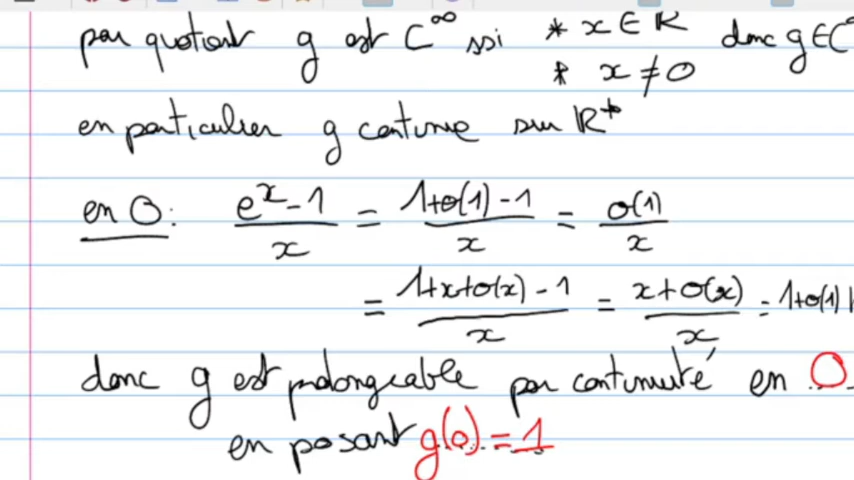 par quotient g est C^∞ ssi * x ∈ ℝ donc g ∈ C^∞
* x ≠ 0
en particulier g continue sur ℝ*
en 0 : (e^x - 1)/x = (1+o(1) - 1)/x = o(1)/x
= (1+x+o(x) - 1)/x = (x+o(x))/x = 1+o(1)
donc g est prolongeable par continuité en 0
en posant g(0) = 1